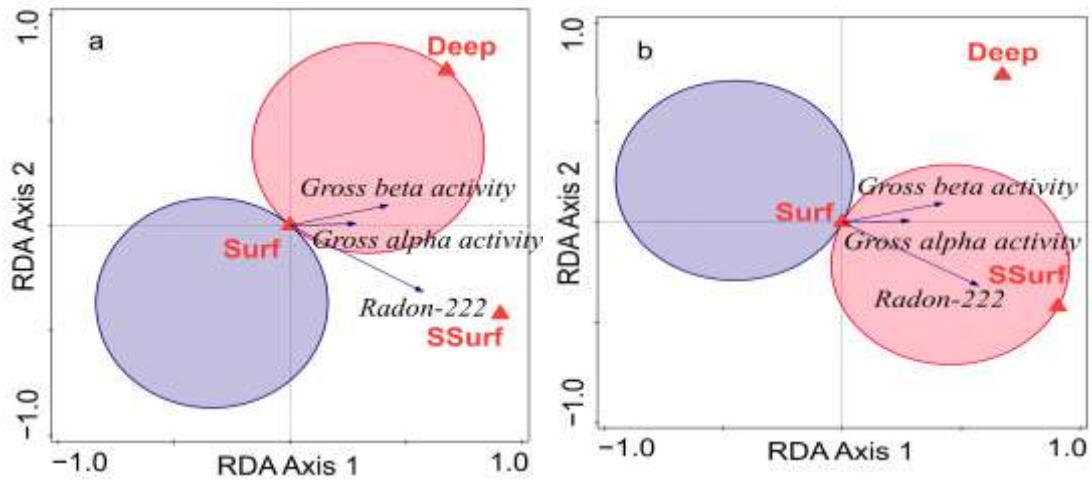 a
1.0
Deep
Gross beta activity
Surf
Gross alpha activity
Radon-222
SSurf
RDA Axis 2
−1.0
−1.0
RDA Axis 1
1.0
b
1.0
Deep
Gross beta activity
Surf
Gross alpha activity
SSurf
Radon-222
RDA Axis 2
−1.0
−1.0
RDA Axis 1
1.0